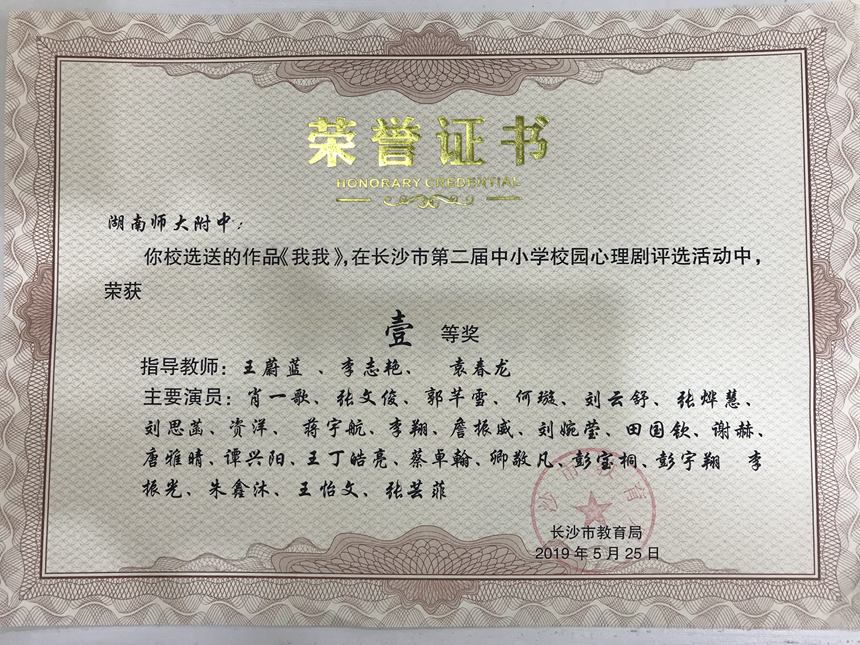 荣誉证书
HONORARY CREDENTIAL
湖南师大附中:
你校选送的作品《我我》,在长沙市第二届中小学校园心理剧评选活动中,
荣获
壹 等奖
指导教师:王蔚蓝 、李志艳、 袁春龙
主要演员:肖一歌、张文俊、郭芊雪、何璇、刘云舒、张烨慧、
刘思菡、资洋、 蒋宇航、李翔、詹振威、刘婉莹、田国钦、谢赫、
唐雅晴、谭兴阳、王丁皓亮、蔡卓翰、卿敬凡、彭宝桐、彭宇翔 李
振光、朱鑫沐、王怡文、张芸菲
沙市教育
长沙市教育局
2019 年 5 月 25 日